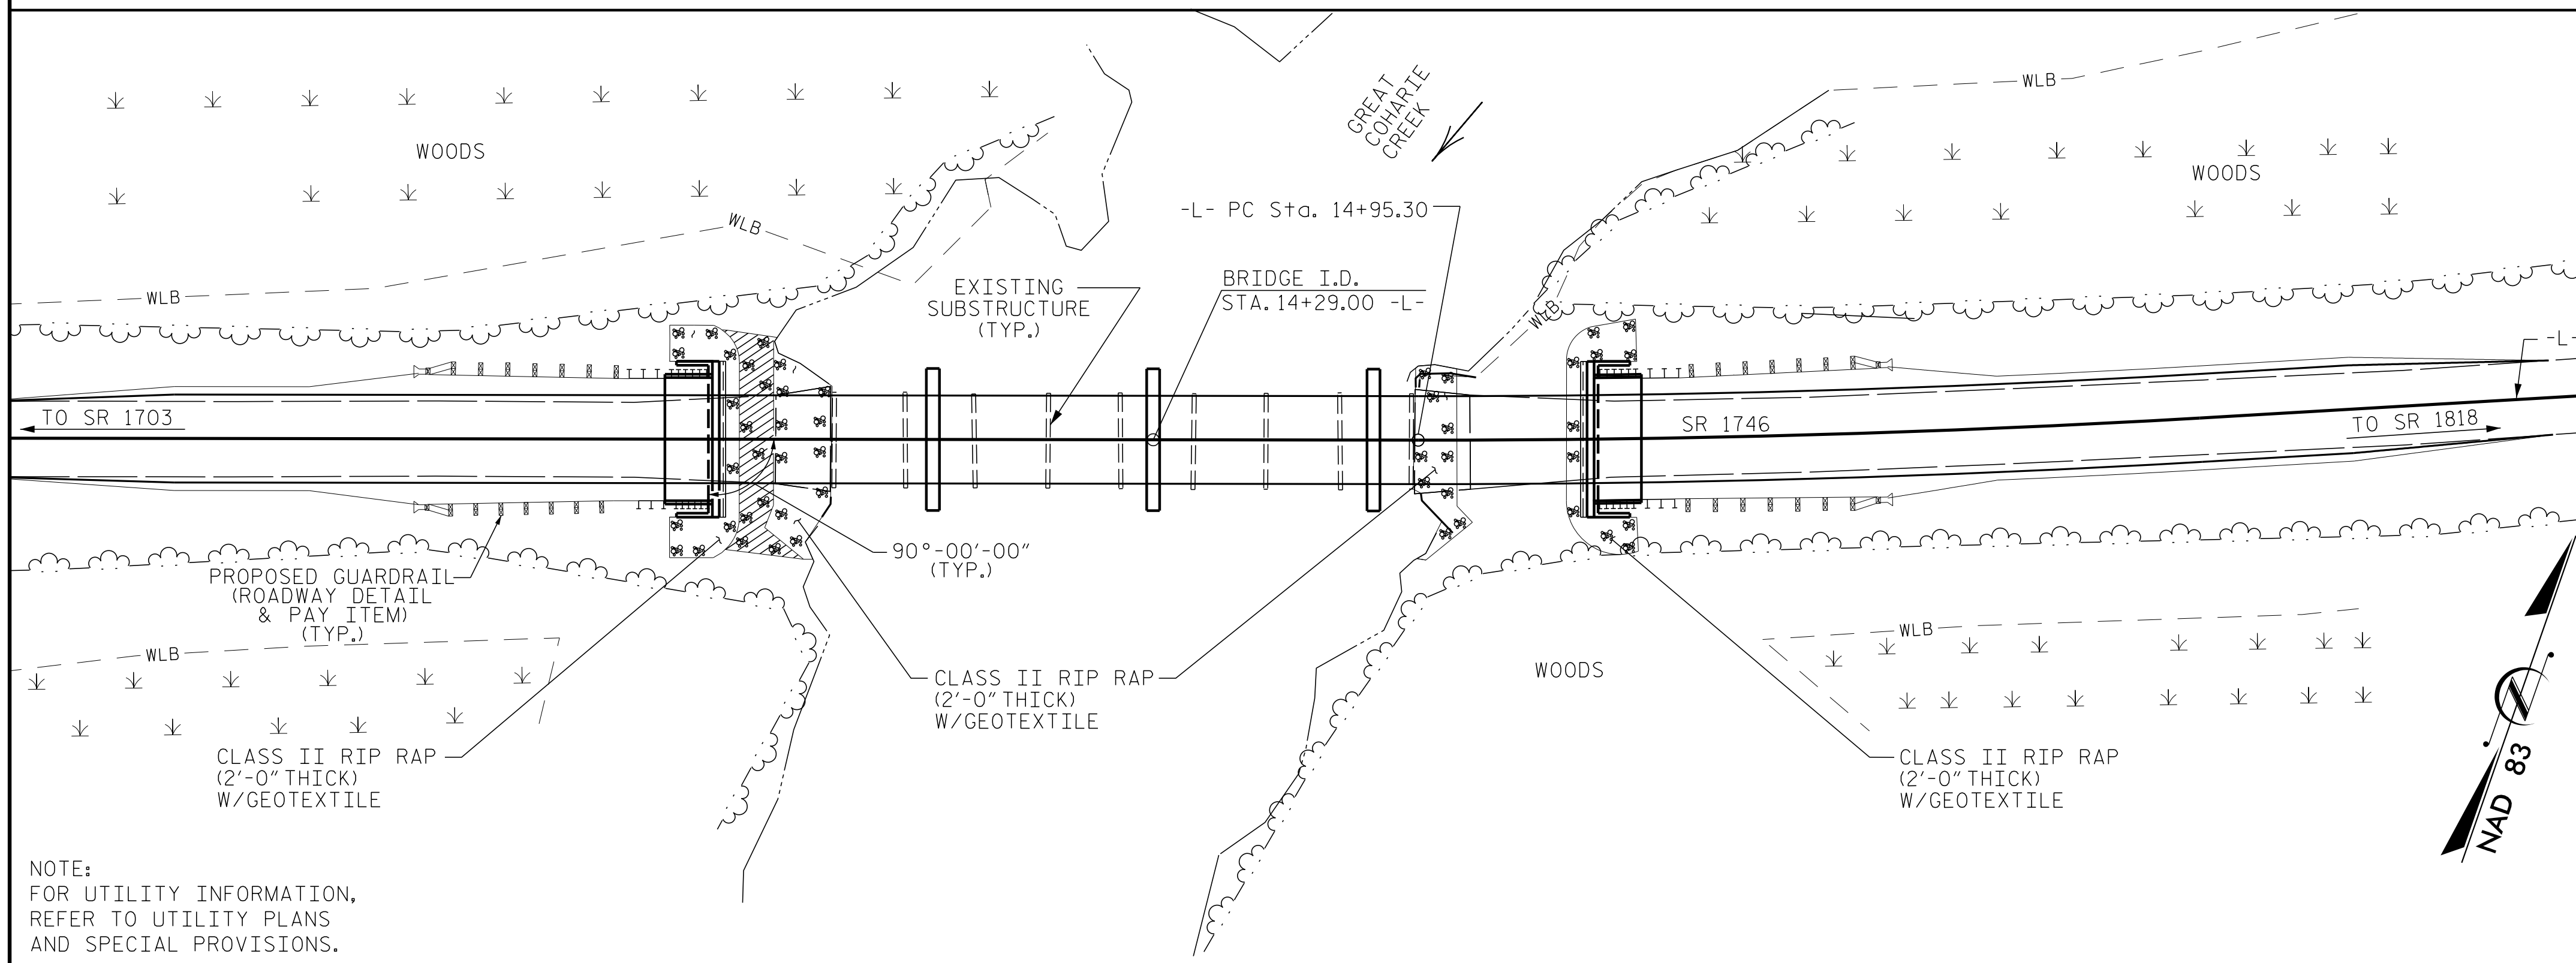 WOODS
WLB
WLB
GREAT
COHARIE
CREEK
WLB
WOODS
-L- PC Sta. 14+95.30
BRIDGE I.D.
STA. 14+29.00 -L-
EXISTING
SUBSTRUCTURE
(TYP.)
WLB
-L-
TO SR 1703
SR 1746
TO SR 1818
90°-00'-00"
(TYP.)
PROPOSED GUARDRAIL
(ROADWAY DETAIL
& PAY ITEM)
(TYP.)
WLB
CLASS II RIP RAP
(2'-0" THICK)
W/GEOTEXTILE
WOODS
WLB
CLASS II RIP RAP
(2'-0" THICK)
W/GEOTEXTILE
CLASS II RIP RAP
(2'-0" THICK)
W/GEOTEXTILE
NAD 83
NOTE:
FOR UTILITY INFORMATION,
REFER TO UTILITY PLANS
AND SPECIAL PROVISIONS.